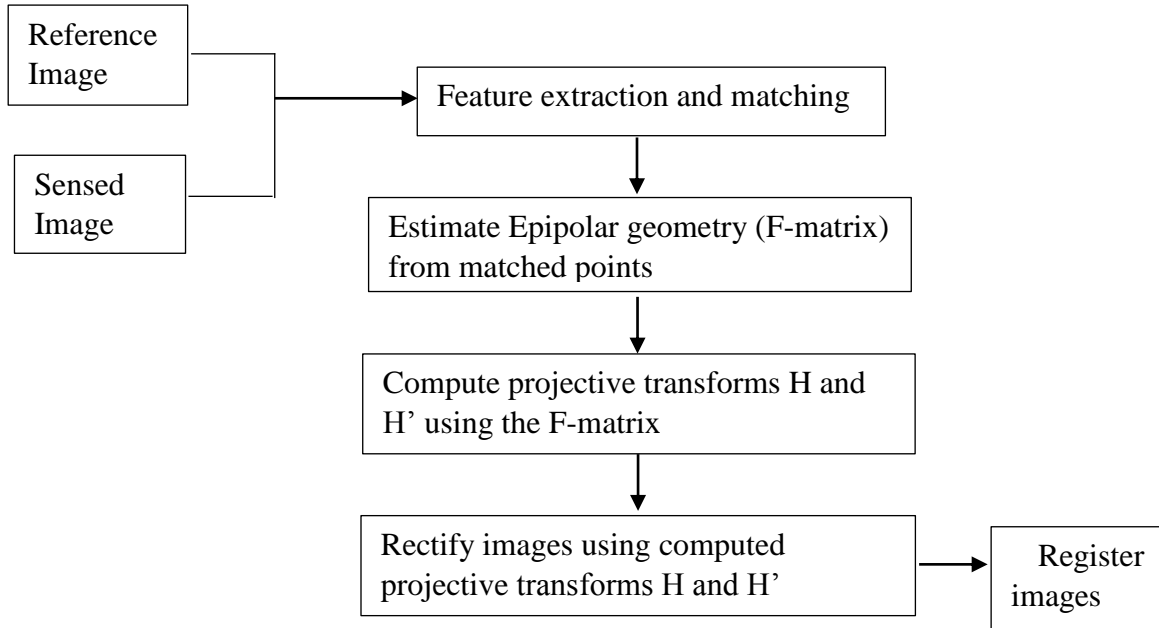 Reference
Image
Sensed
Image
Feature extraction and matching
Estimate Epipolar geometry (F-matrix)
from matched points
Compute projective transforms H and
H’ using the F-matrix
Rectify images using computed
projective transforms H and H’
Register
images